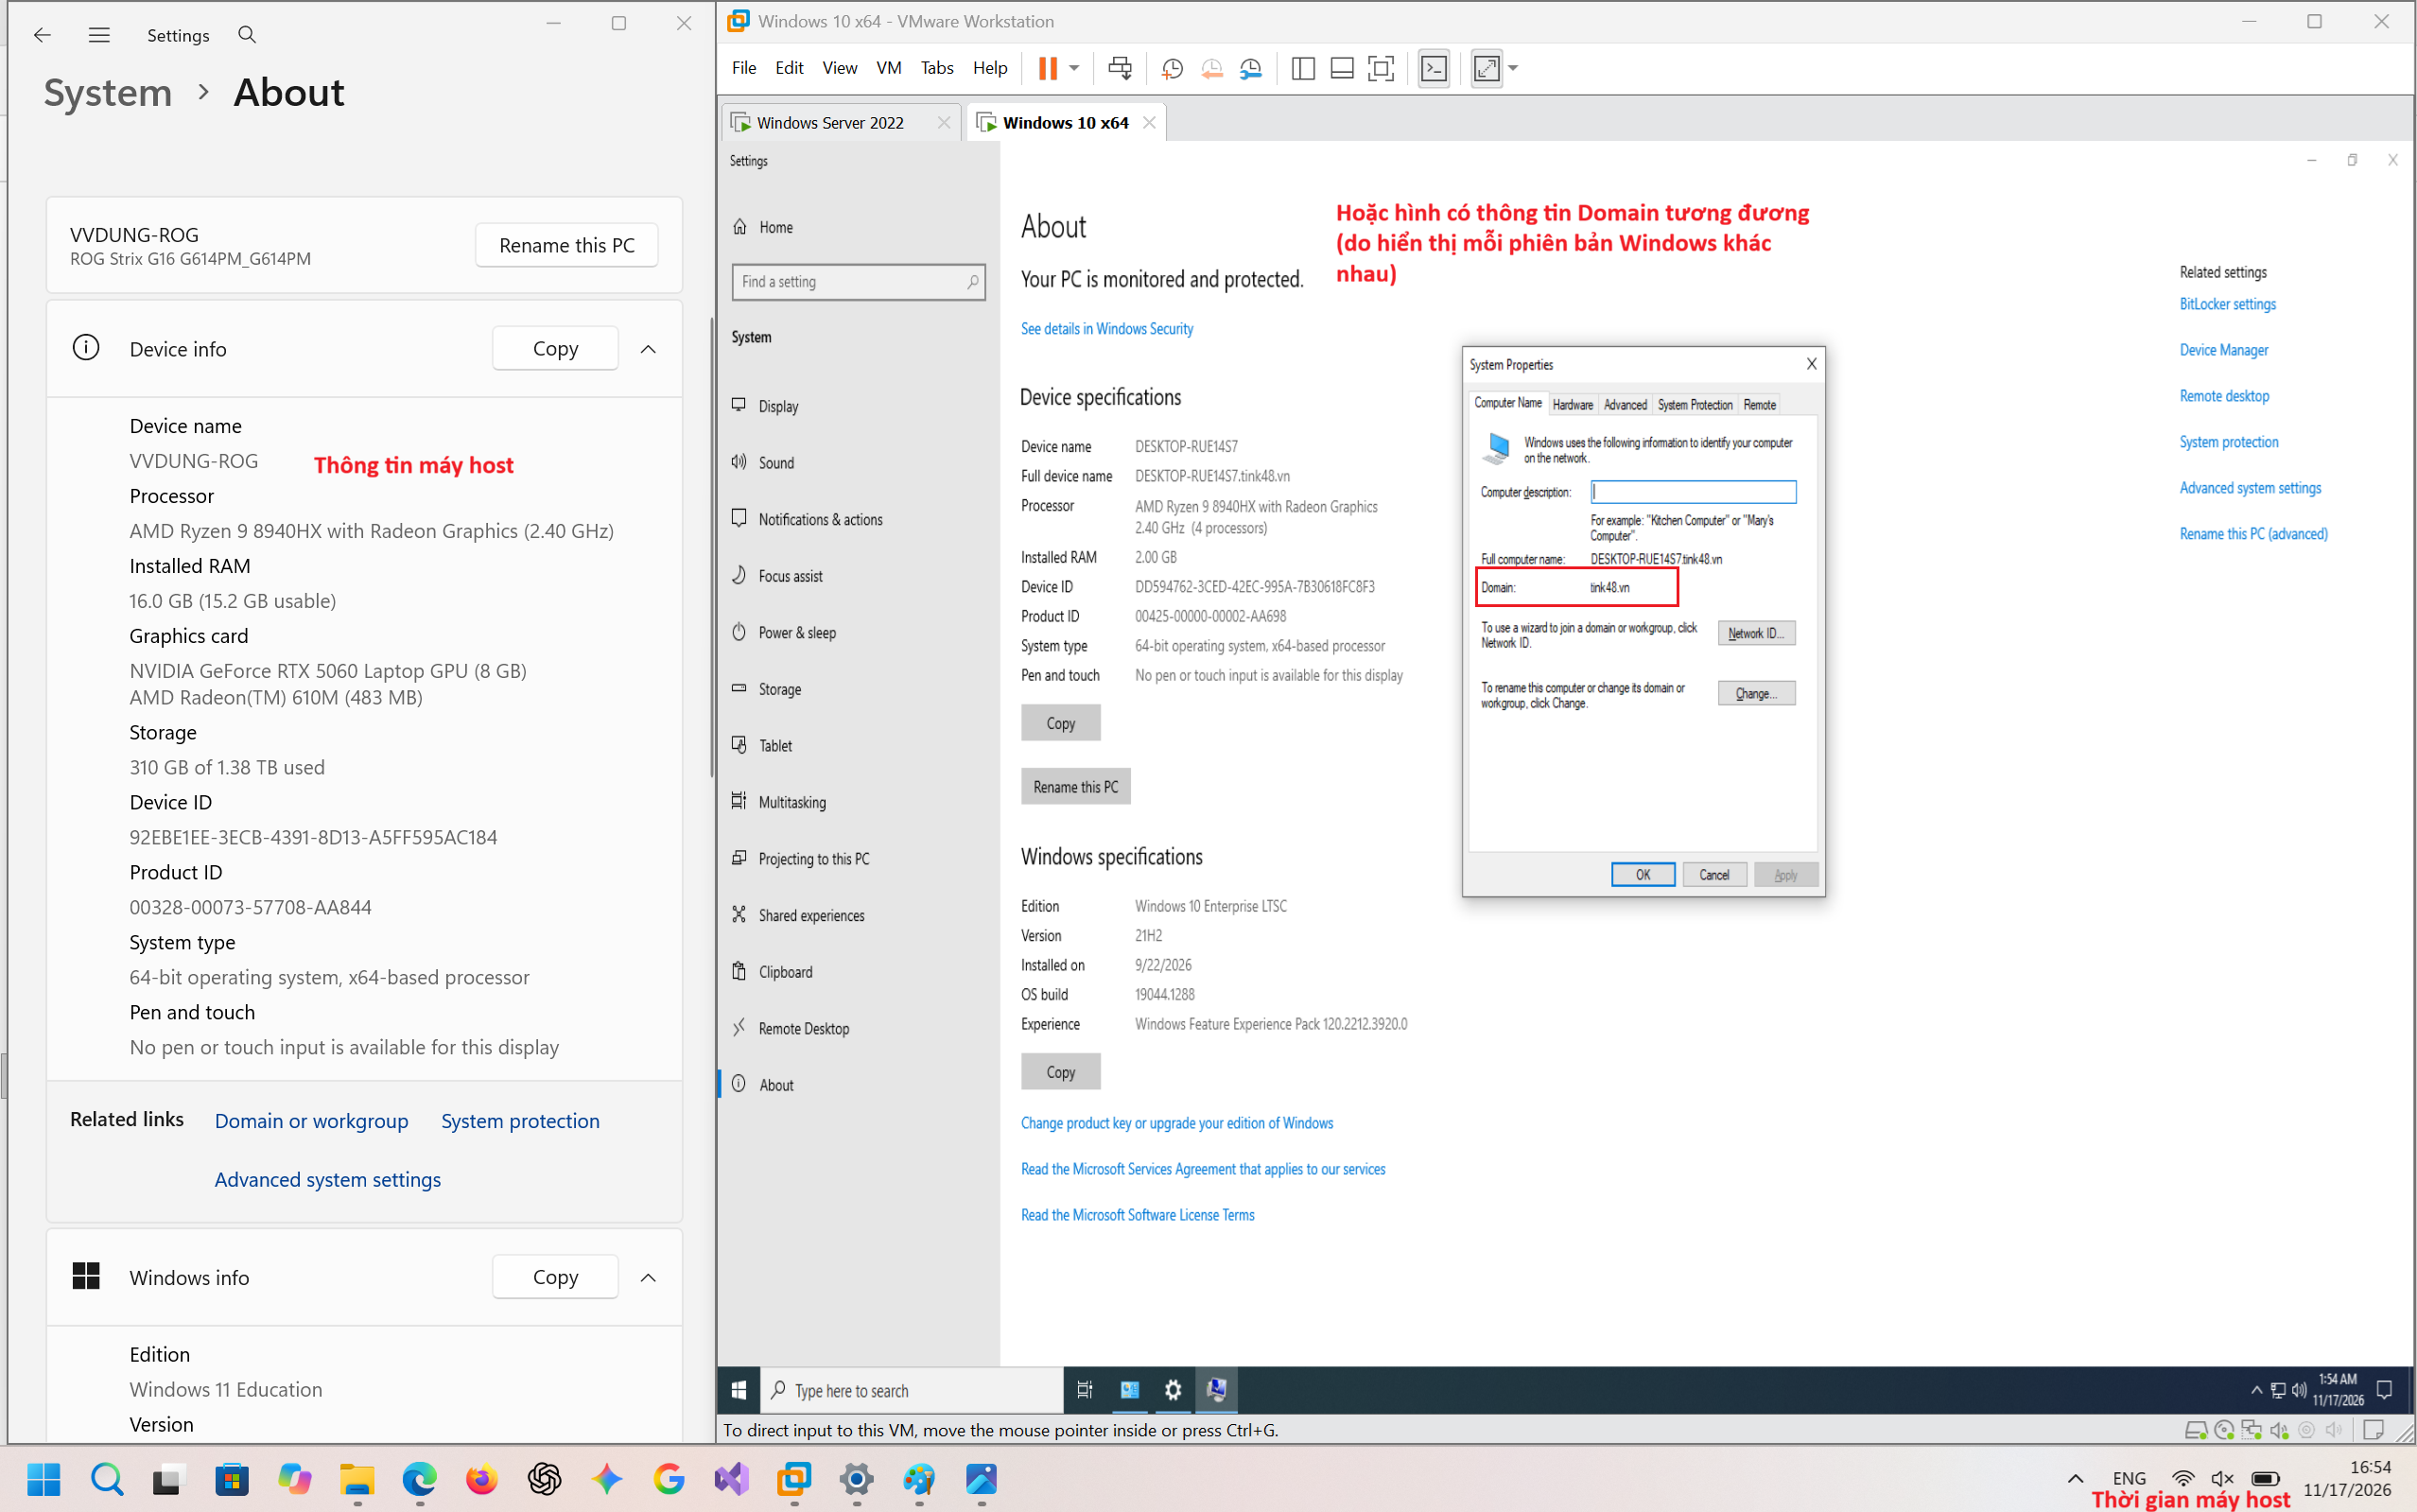 Settings
System > About
VVDUNG-ROG
ROG Strix G16 G614PM_G614PM
Rename this PC
Device info
Copy
Device name
VVDUNG-ROG
Thông tin máy host
Processor
AMD Ryzen 9 8940HX with Radeon Graphics (2.40 GHz)
Installed RAM
16.0 GB (15.2 GB usable)
Graphics card
NVIDIA GeForce RTX 5060 Laptop GPU (8 GB)
AMD Radeon(TM) 610M (483 MB)
Storage
310 GB of 1.38 TB used
Device ID
92EBE1EE-3ECB-4391-8D13-A5FF595AC184
Product ID
00328-00073-57708-AA844
System type
64-bit operating system, x64-based processor
Pen and touch
No pen or touch input is available for this display
Related links
Domain or workgroup
System protection
Advanced system settings
Windows info
Copy
Edition
Windows 11 Education
Version
Windows 10 x64 - VMware Workstation
File Edit View VM Tabs Help
Windows Server 2022
Windows 10 x64
Settings
Home
Find a setting
System
Display
Sound
Notifications & actions
Focus assist
Power & sleep
Storage
Tablet
Multitasking
Projecting to this PC
Shared experiences
Clipboard
Remote Desktop
About
About
Your PC is monitored and protected.
See details in Windows Security
Hoặc hình có thông tin Domain tương đương
(do hiển thị mỗi phiên bản Windows khác
nhau)
Device specifications
Device name DESKTOP-RUE14S7
Full device name DESKTOP-RUE14S7.tink48.vn
Processor AMD Ryzen 9 8940HX with Radeon Graphics
2.40 GHz (4 processors)
Installed RAM 2.00 GB
Device ID DD594762-3CED-42EC-995A-7B30618FC8F3
Product ID 00425-00000-00002-AA698
System type 64-bit operating system, x64-based processor
Pen and touch No pen or touch input is available for this display
Copy
Rename this PC
Windows specifications
Edition Windows 10 Enterprise LTSC
Version 21H2
Installed on 9/22/2026
OS build 19044.1288
Experience Windows Feature Experience Pack 120.2212.3920.0
Copy
Change product key or upgrade your edition of Windows
Read the Microsoft Services Agreement that applies to our services
Read the Microsoft Software License Terms
System Properties
Computer Name Hardware Advanced System Protection Remote
Windows uses the following information to identify your computer
on the network.
Computer description:
For example: "Kitchen Computer" or "Mary's
Computer".
Full computer name: DESKTOP-RUE14S7.tink48.vn
Domain: tink48.vn
To use a wizard to join a domain or workgroup, click
Network ID.
Network ID...
To rename this computer or change its domain or
workgroup, click Change.
Change...
OK Cancel Apply
Related settings
BitLocker settings
Device Manager
Remote desktop
System protection
Advanced system settings
Rename this PC (advanced)
Type here to search
1:54 AM
11/17/2026
To direct input to this VM, move the mouse pointer inside or press Ctrl+G.
ENG
16:54
11/17/2026
Thời gian máy host